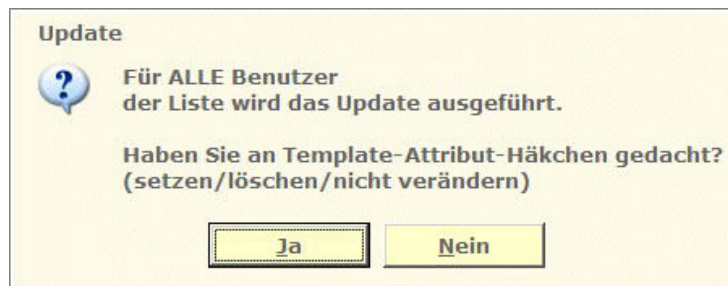 Update
Für ALLE Benutzer
der Liste wird das Update ausgeführt.
Haben Sie an Template-Attribut-Häkchen gedacht?
(setzen/löschen/nicht verändern)
Ja
Nein